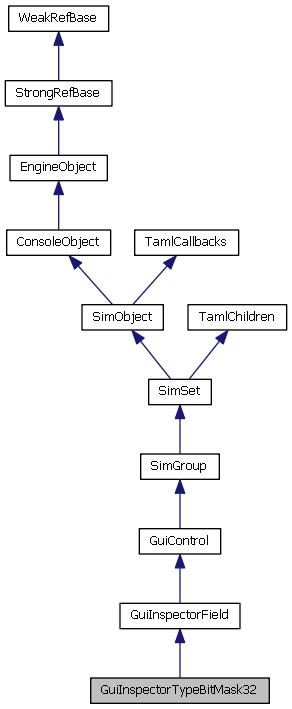 WeakRefBase
StrongRefBase
EngineObject
ConsoleObject
TamlCallbacks
SimObject
TamlChildren
SimSet
SimGroup
GuiControl
GuiInspectorField
GuiInspectorTypeBitMask32